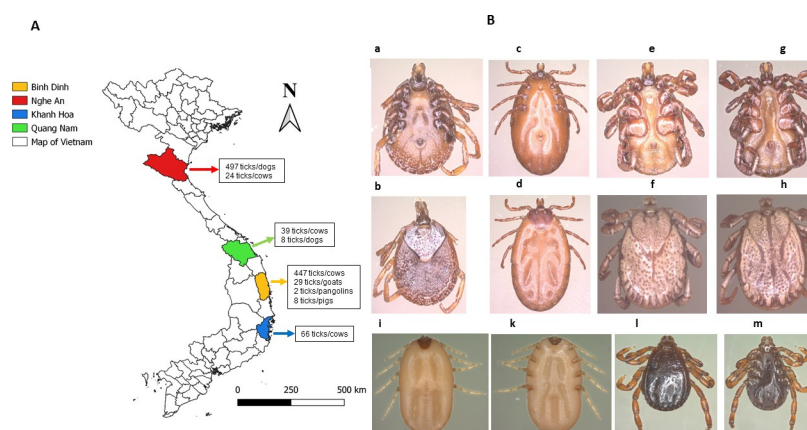 A
B
a
c
e
g
N
Binh Dinh
Nghe An
Khanh Hoa
Quang Nam
Map of Vietnam
497 ticks/dogs
24 ticks/cows
b
d
f
h
39 ticks/cows
8 ticks/dogs
447 ticks/cows
29 ticks/goats
2 ticks/pangolins
8 ticks/pigs
66 ticks/cows
i
k
l
m
0 250 500 km